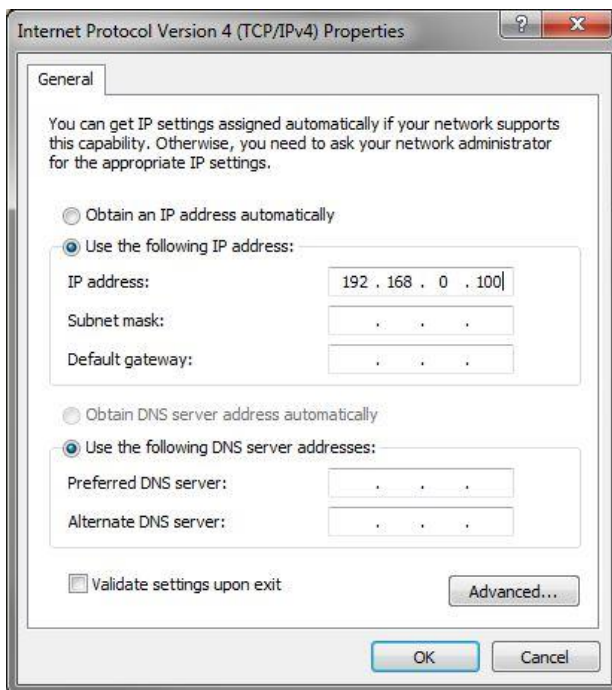 Internet Protocol Version 4 (TCP/IPv4) Properties
?
X
General
You can get IP settings assigned automatically if your network supports
this capability. Otherwise, you need to ask your network administrator
for the appropriate IP settings.
Obtain an IP address automatically
Use the following IP address:
IP address: 192 . 168 . 0 . 100
Subnet mask: . . .
Default gateway: . . .
Obtain DNS server address automatically
Use the following DNS server addresses:
Preferred DNS server: . . .
Alternate DNS server: . . .
Validate settings upon exit
Advanced...
OK Cancel